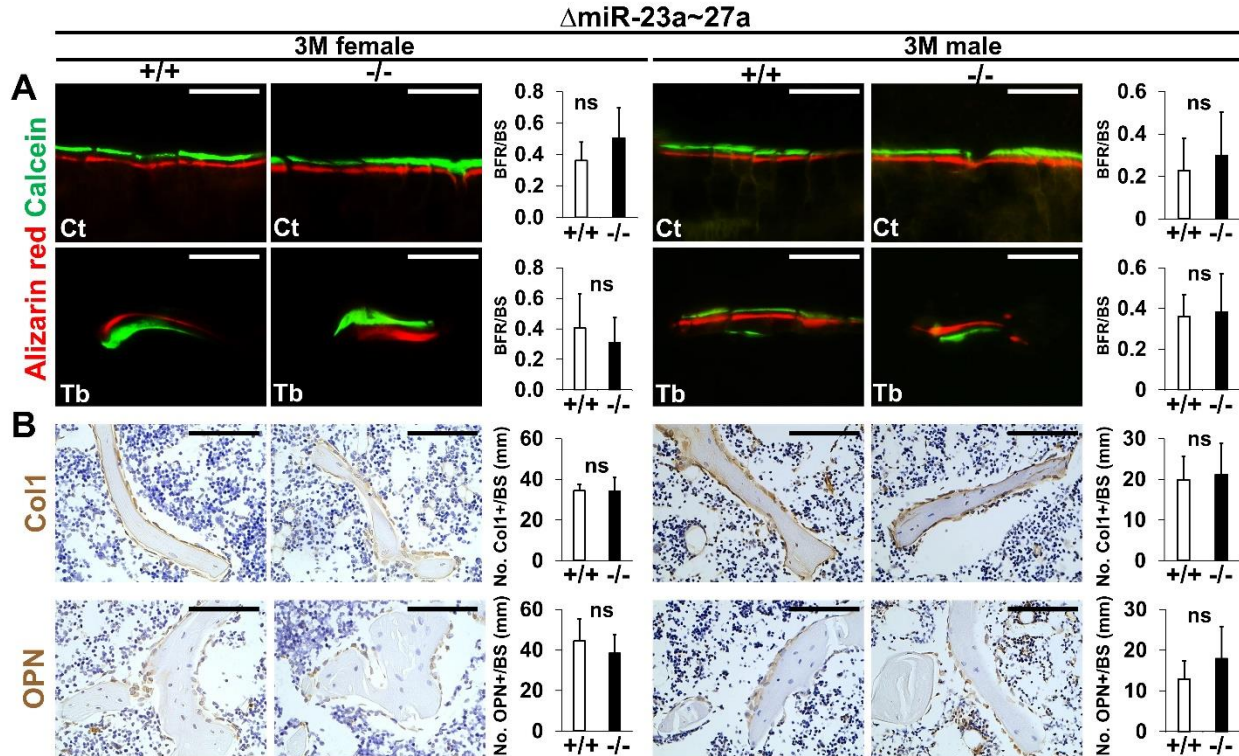 ΔmiR-23a~27a
3M female
3M male
+/+
-/-
+/+
-/-
A
Alizarin red Calcein
Ct
Ct
BFR/BS
0.8
0.6
0.4
0.2
0.0
ns
+/+ -/-
Ct
Ct
BFR/BS
0.6
0.4
0.2
0
ns
+/+ -/-
Tb
Tb
BFR/BS
0.8
0.6
0.4
0.2
0.0
ns
+/+ -/-
BFR/BS
0.6
0.4
0.2
0
ns
+/+ -/-
B
Col1
No. Col1+/BS (mm)
60
40
20
0
ns
+/+ -/-
No. Col1+/BS (mm)
30
20
10
0
ns
+/+ -/-
OPN
No. OPN+/BS (mm)
60
40
20
0
ns
+/+ -/-
No. OPN+/BS (mm)
30
20
10
0
ns
+/+ -/-